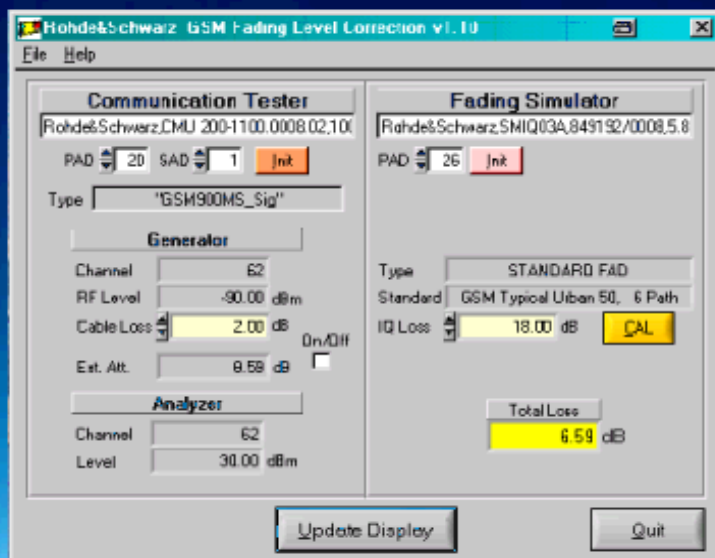 Rohde&Schwarz GSM Fading Level Correction v1.10
File Help
Communication Tester
Rohde&Schwarz,CMU 200-1100.0008.02,10(
PAD 20 SAD 1 Init
Type "GSM900MS_Sig"
Generator
Channel 62
RF Level -90.00 dBm
Cable Loss 2.00 dB
On/Off
Ext. Att. 8.59 dB
Analyzer
Channel 62
Level 30.00 dBm
Fading Simulator
Rohde&Schwarz,SMIQ03A,849192/0008,5.8
PAD 26 Init
Type STANDARD FAD
Standard GSM Typical Urban 50, 6 Path
IQ Loss 18.00 dB CAL
Total Loss
6.59 dB
Update Display
Quit